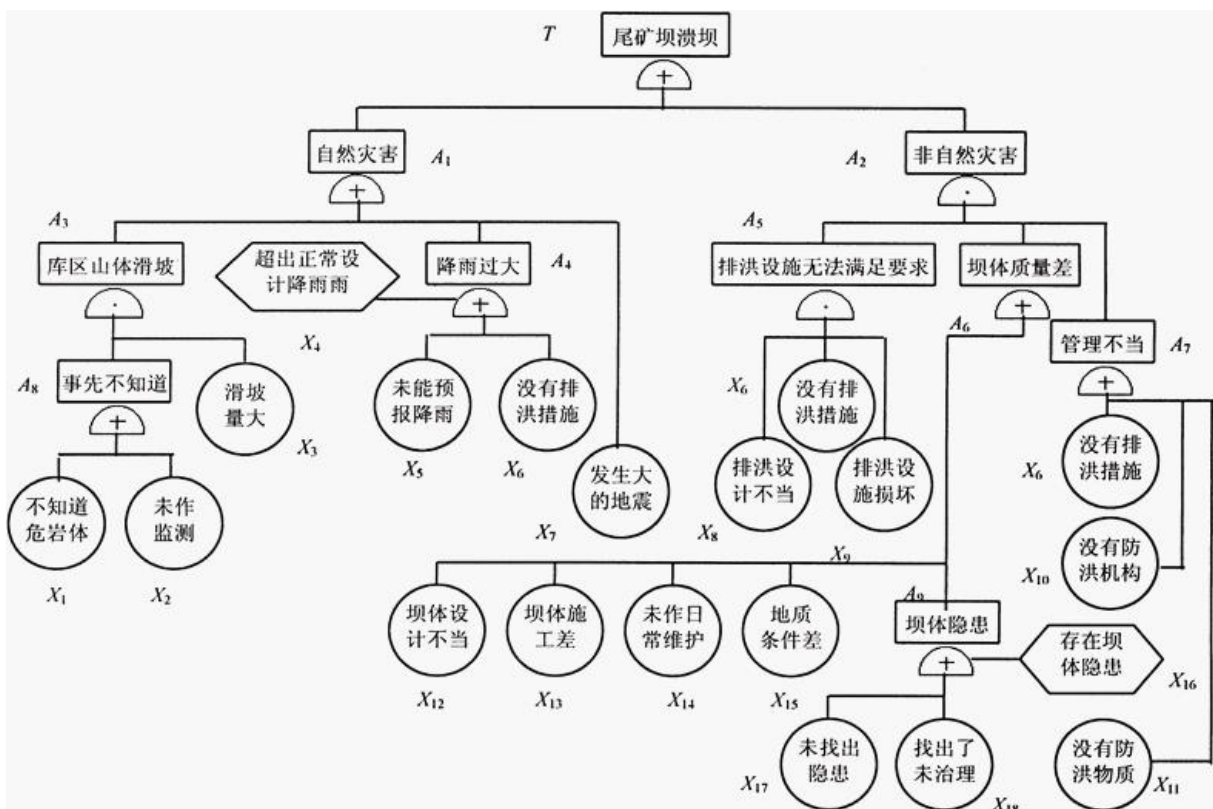 T
尾矿坝溃坝
自然灾害
A1
A2
非自然灾害
A3
库区山体滑坡
超出正常设
计降雨雨
X4
降雨过大
A4
A5
排洪设施无法满足要求
坝体质量差
A6
管理不当
A7
A8
事先不知道
滑坡
量大
X3
未能预
报降雨
X5
没有排
洪措施
X6
发生大
的地震
X7
X6
没有排
洪措施
排洪设
计不当
X8
排洪设
施损坏
X9
没有排
洪措施
X6
没有防
洪机构
X10
不知道
危岩体
X1
未作
监测
X2
坝体设
计不当
X12
坝体施
工差
X13
未作日
常维护
X14
地质
条件差
X15
A9
坝体隐患
存在坝
体隐患
X16
未找出
隐患
X17
找出了
未治理
X18
没有防
洪物质
X11